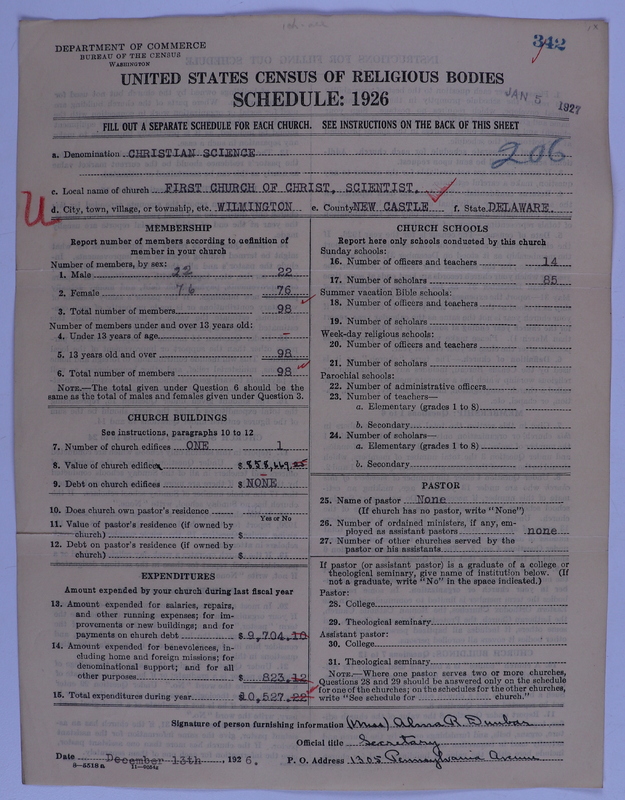 342
DEPARTMENT OF COMMERCE
BUREAU OF THE CENSUS
WASHINGTON
UNITED STATES CENSUS OF RELIGIOUS BODIES
SCHEDULE: 1926
JAN 5 1927
FILL OUT A SEPARATE SCHEDULE FOR EACH CHURCH. SEE INSTRUCTIONS ON THE BACK OF THIS SHEET
206
a. Denomination CHRISTIAN SCIENCE
c. Local name of church FIRST CHURCH OF CHRIST, SCIENTIST.
d. City, town, village, or township, etc. WILMINGTON e. County NEW CASTLE f. State DELAWARE
MEMBERSHIP
Report number of members according to definition of
member in your church
Number of members, by sex:
1. Male 22 22
2. Female 76 76
3. Total number of members 98
Number of members under and over 13 years old:
4. Under 13 years of age –
5. 13 years old and over 98
6. Total number of members 98
NOTE.—The total given under Question 6 should be the
same as the total of males and females given under Question 3.
CHURCH BUILDINGS
See instructions, paragraphs 10 to 12
7. Number of church edifices ONE 1
8. Value of church edifices $
9. Debt on church edifices $ NONE
10. Does church own pastor's residence
Yes or No
11. Value of pastor's residence (if owned by
church) $
12. Debt on pastor's residence (if owned by
church) $
EXPENDITURES
Amount expended by your church during last fiscal year
13. Amount expended for salaries, repairs,
and other running expenses; for im-
provements or new buildings; and for
payments on church debt $ 9,704.10
14. Amount expended for benevolences, in-
cluding home and foreign missions; for
denominational support; and for all
other purposes $ 823.12
15. Total expenditures during year $10,527.22
CHURCH SCHOOLS
Report here only schools conducted by this church
Sunday schools:
16. Number of officers and teachers 14
17. Number of scholars 85
Summer vacation Bible schools:
18. Number of officers and teachers
19. Number of scholars
Week-day religious schools:
20. Number of officers and teachers
21. Number of scholars
Parochial schools:
22. Number of administrative officers
23. Number of teachers—
a. Elementary (grades 1 to 8)
b. Secondary
24. Number of scholars—
a. Elementary (grades 1 to 8)
b. Secondary
PASTOR
25. Name of pastor None
(If church has no pastor, write "None")
26. Number of ordained ministers, if any, em-
ployed as assistant pastors none
27. Number of other churches served by the
pastor or his assistants
If pastor (or assistant pastor) is a graduate of a college or
theological seminary, give name of institution below. (If
not a graduate, write "No" in the space indicated.)
Pastor:
28. College
29. Theological seminary
Assistant pastor:
30. College
31. Theological seminary
NOTE.—Where one pastor serves two or more churches,
Questions 28 and 29 should be answered only on the schedule
for one of the churches; on the schedules for the other churches,
write "See schedule for church."
Signature of person furnishing information (Miss) Alma R. Dunbar
Official title Secretary
Date December 13th, 1926. P. O. Address 1305 Pennsylvania Avenue